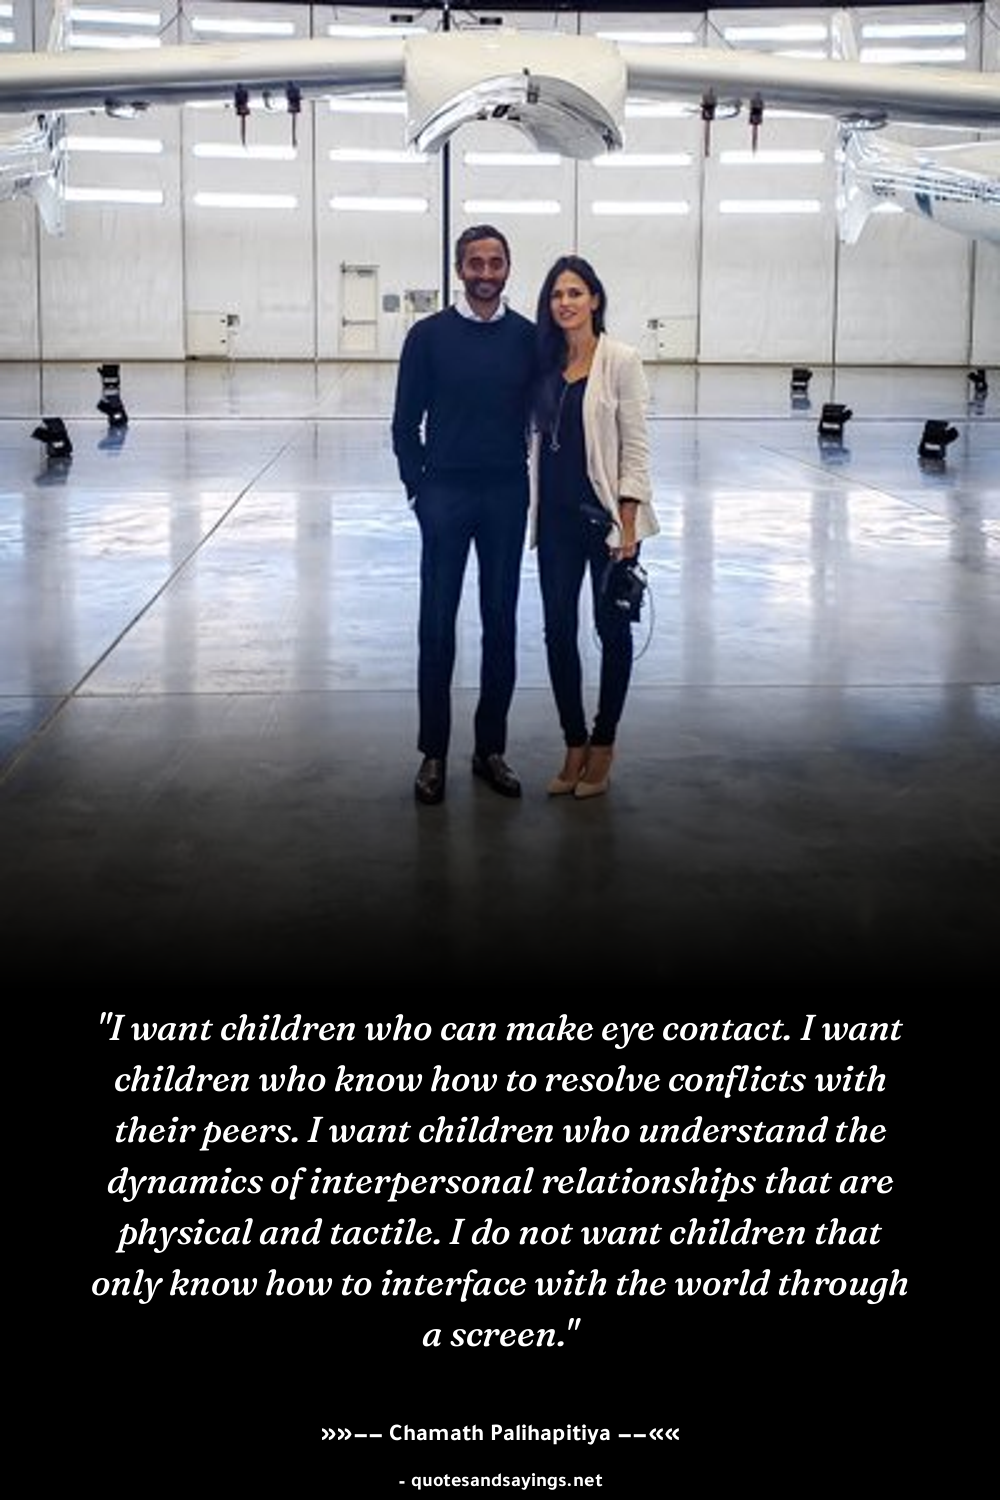 "I want children who can make eye contact. I want
children who know how to resolve conflicts with
their peers. I want children who understand the
dynamics of interpersonal relationships that are
physical and tactile. I do not want children that
only know how to interface with the world through
a screen."
»»–– Chamath Palihapitiya ––««
- quotesandsayings.net